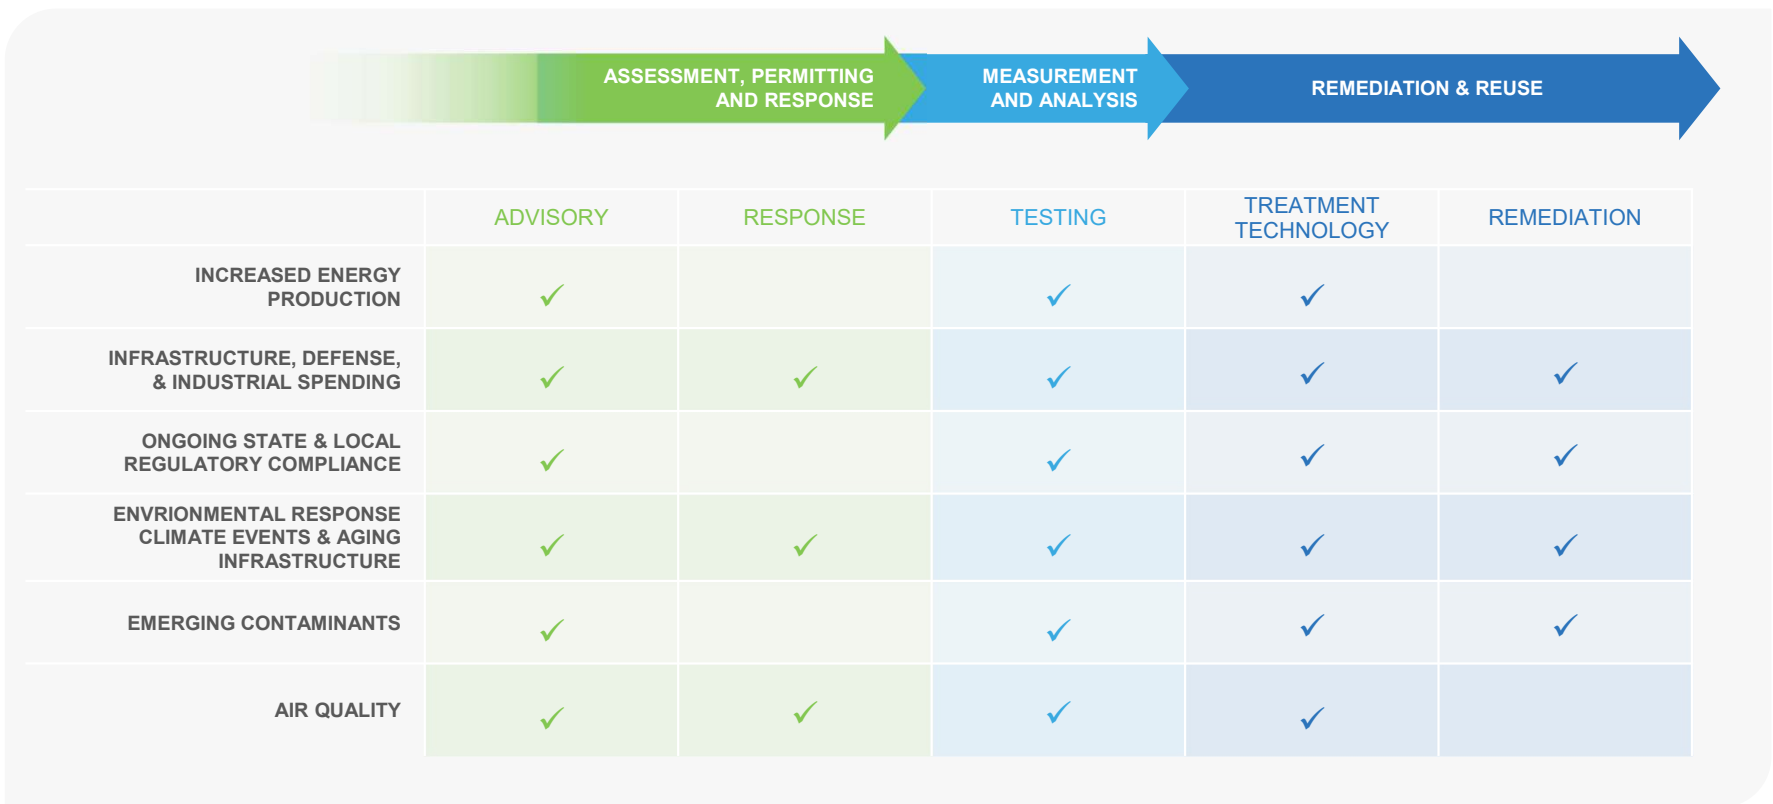 ASSESSMENT, PERMITTING
AND RESPONSE
MEASUREMENT
AND ANALYSIS
REMEDIATION & REUSE
ADVISORY
RESPONSE
TESTING
TREATMENT
TECHNOLOGY
REMEDIATION
INCREASED ENERGY
PRODUCTION
✓ ✓ ✓
INFRASTRUCTURE, DEFENSE,
& INDUSTRIAL SPENDING
✓ ✓ ✓ ✓ ✓
ONGOING STATE & LOCAL
REGULATORY COMPLIANCE
✓ ✓ ✓ ✓
ENVRIONMENTAL RESPONSE
CLIMATE EVENTS & AGING
INFRASTRUCTURE
✓ ✓ ✓ ✓ ✓
EMERGING CONTAMINANTS
✓ ✓ ✓ ✓
AIR QUALITY
✓ ✓ ✓ ✓